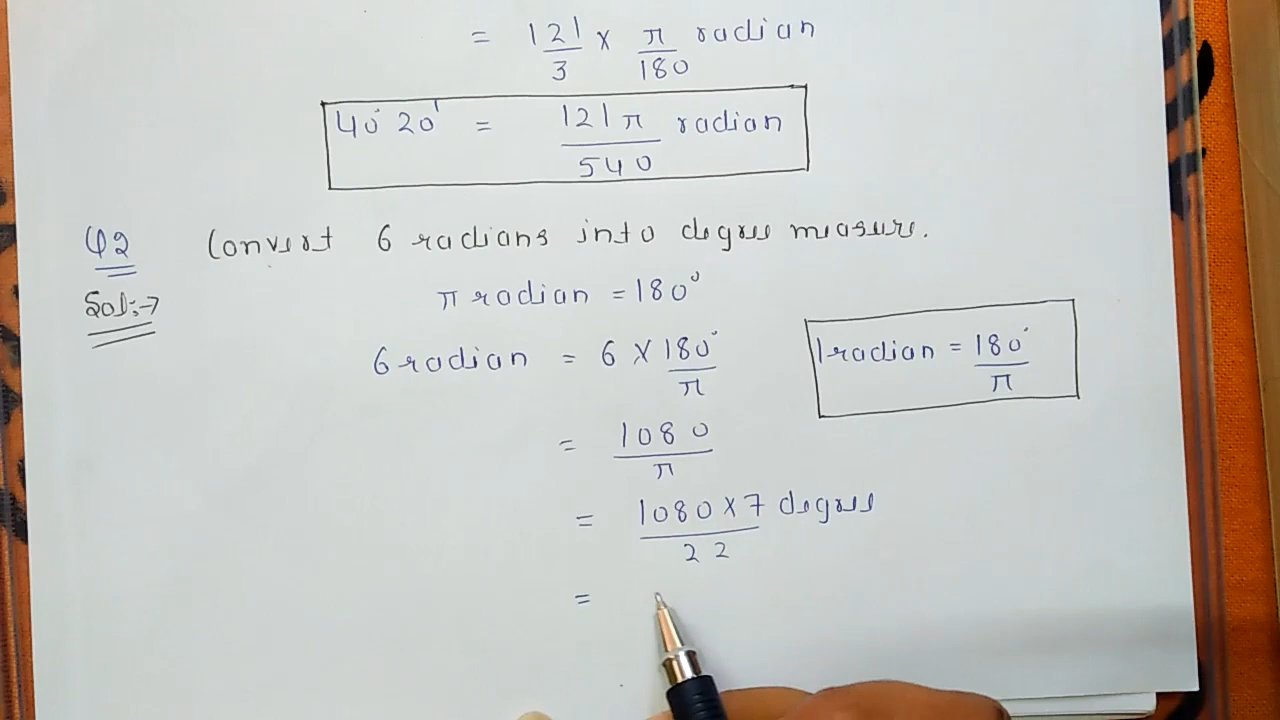 = 121/3 × π/180 radian
40° 20' = 121π/540 radian
Q2 Convert 6 radians into degree measure.
Sol:→ π radian = 180°
6 radian = 6 × 180°/π
1 radian = 180°/π
= 1080/π
= 1080×7/22 degree
=